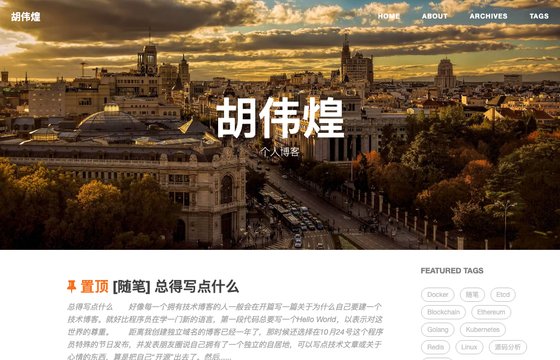 胡伟煌
HOME ABOUT ARCHIVES TAGS
胡伟煌
个人博客
置顶 [随笔] 总得写点什么
总得写点什么 好像每一个拥有技术博客的人一般会在开篇写一篇关于为什么自己要建一个
技术博客。就好比程序员在学一门新的语言，第一段代码总要写一个Hello World，以表示对这
世界的尊重。 距离我创建独立域名的博客已经一年了，那时候还选择在10月24号这个程序
员特殊的节日发布，并发表朋友圈说自己拥有了一个独立的自居地，可以写点技术文章或关于
心情的东西，算是把自己“开源”出去了。然后......
FEATURED TAGS
Docker 随笔 Etcd
Blockchain Ethereum
Golang Kubernetes
Redis Linux 源码分析